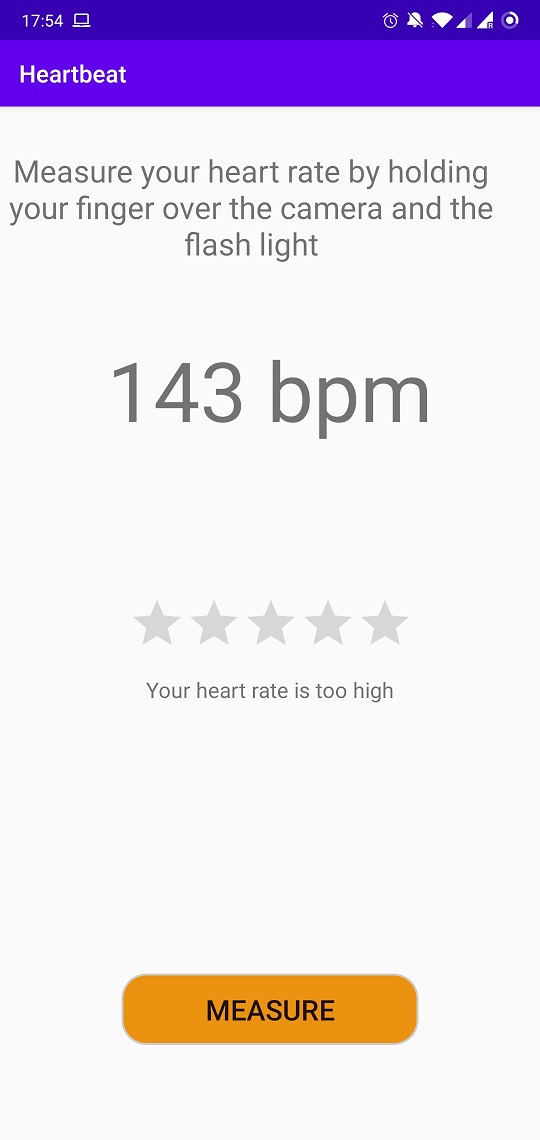 17:54
Heartbeat
Measure your heart rate by holding
your finger over the camera and the
flash light
143 bpm
Your heart rate is too high
MEASURE